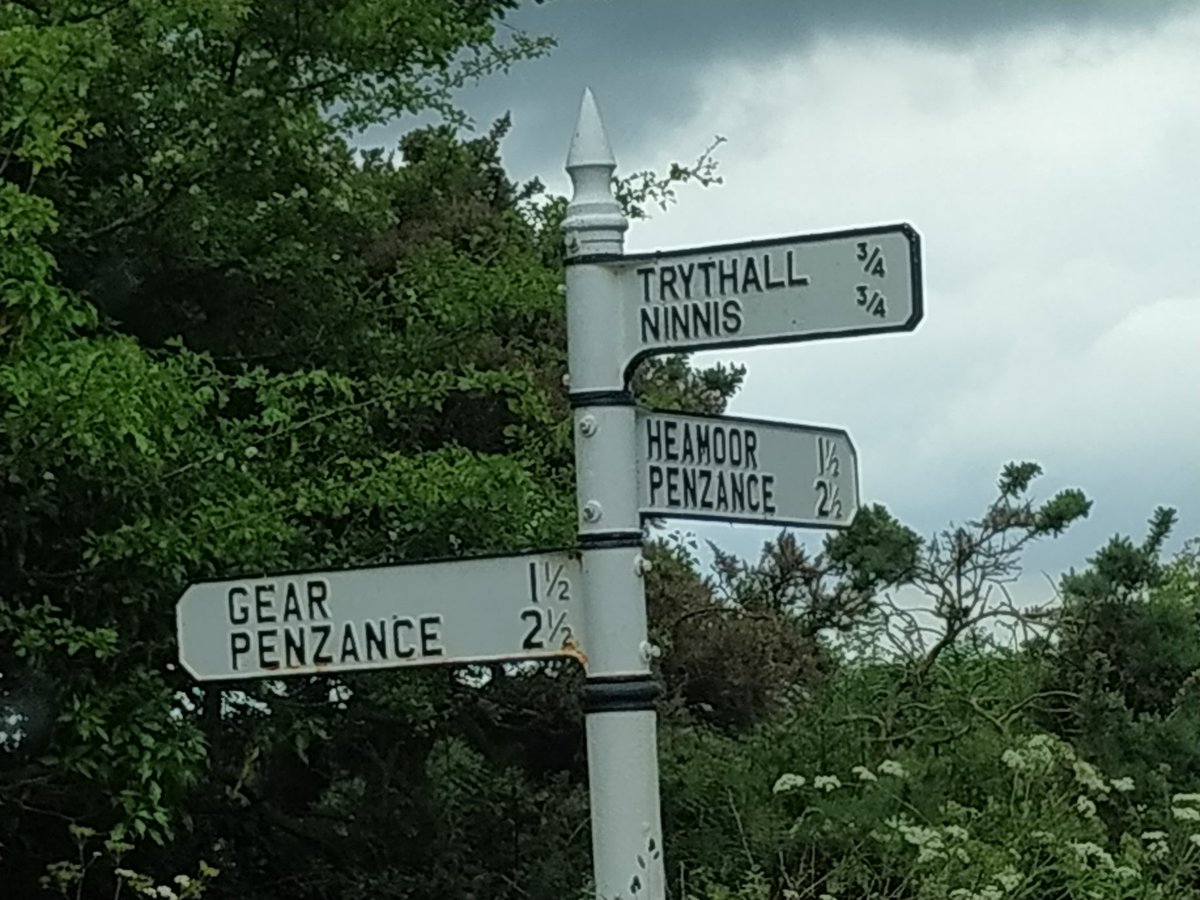 TRYTHALL 3/4
NINNIS 3/4
HEAMOOR 1½
PENZANCE 2½
GEAR 1½
PENZANCE 2½